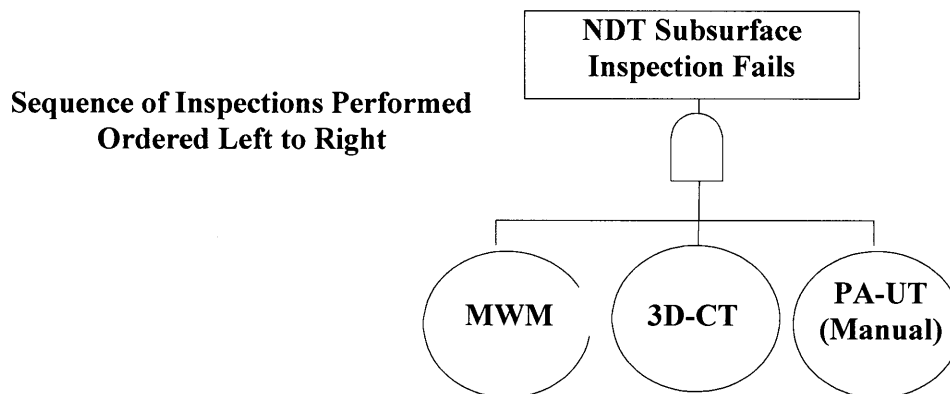 NDT Subsurface
Inspection Fails
Sequence of Inspections Performed
Ordered Left to Right
MWM
3D-CT
PA-UT
(Manual)